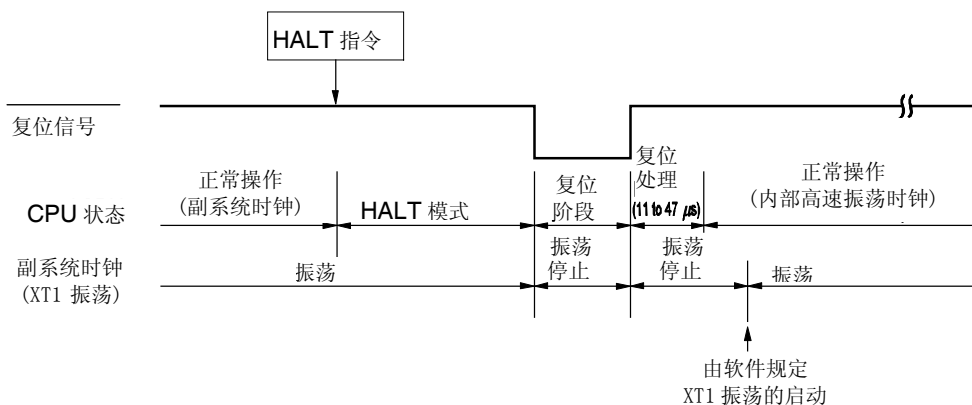 HALT 指令
复位信号
CPU 状态
正常操作
(副系统时钟)
HALT 模式
复位
阶段
复位
处理
(11 to 47 μs)
正常操作
(内部高速振荡时钟)
副系统时钟
(XT1 振荡)
振荡
振荡
停止
振荡
停止
振荡
由软件规定
XT1 振荡的启动